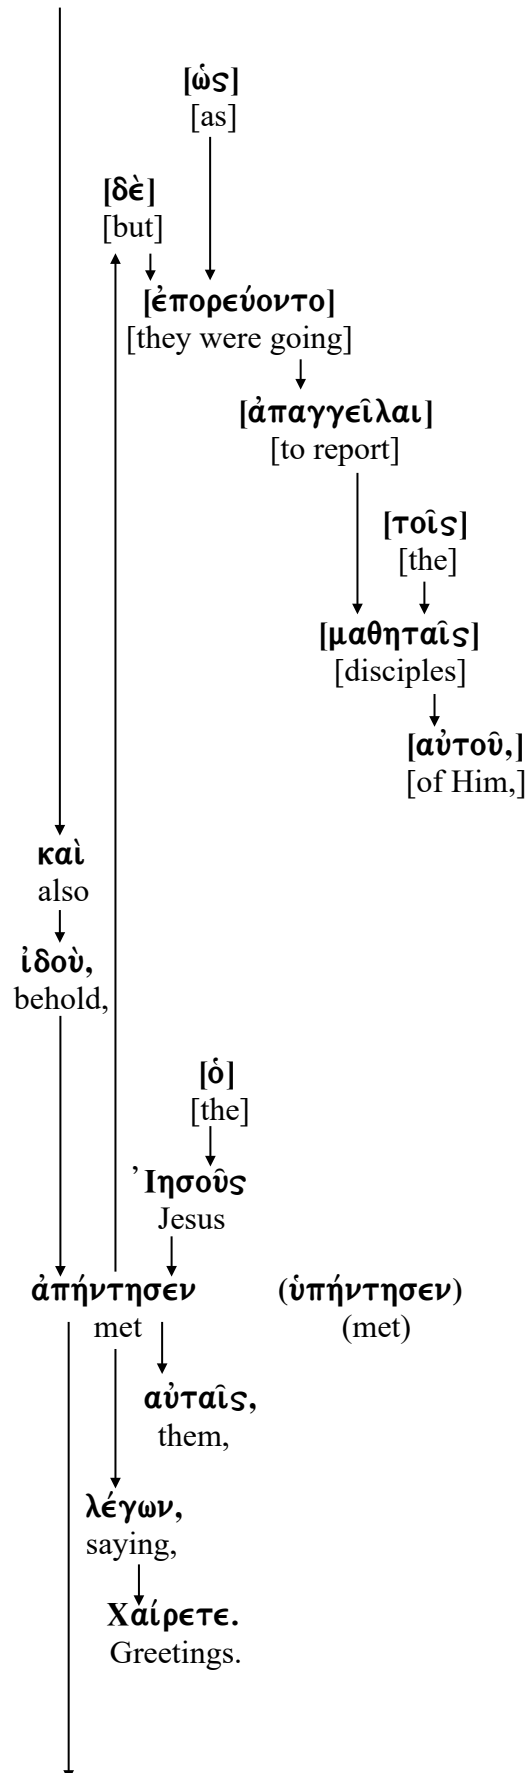 [ὡς]
[as]
[δὲ]
[but]
[ἐπορεύοντο]
[they were going]
[ἀπαγγεῖλαι]
[to report]
[τοῖς]
[the]
[μαθηταῖς]
[disciples]
[αὐτοῦ,]
[of Him,]
καὶ
also
ἰδοὺ,
behold,
[ὁ]
[the]
Ἰησοῦς
Jesus
ἀπήντησεν (ὑπήντησεν)
met (met)
αὐταῖς,
them,
λέγων,
saying,
Χαίρετε.
Greetings.